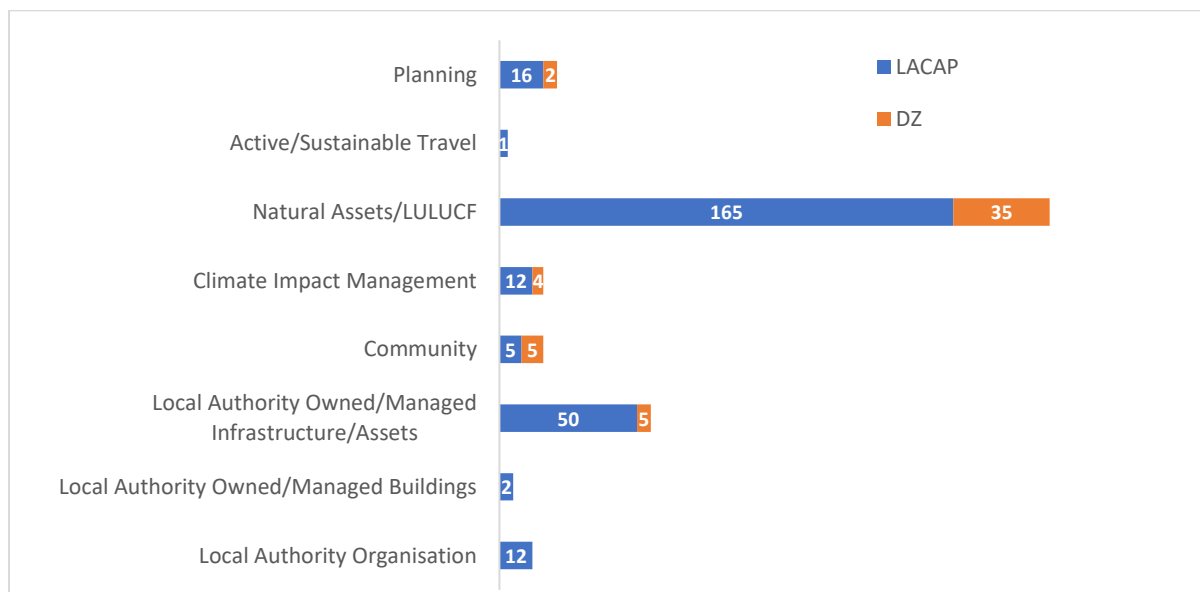 Planning
16
2
LACAP
DZ
Active/Sustainable Travel
1
Natural Assets/LULUCF
165
35
Climate Impact Management
12
4
Community
5
5
Local Authority Owned/Managed
Infrastructure/Assets
50
5
Local Authority Owned/Managed Buildings
2
Local Authority Organisation
12